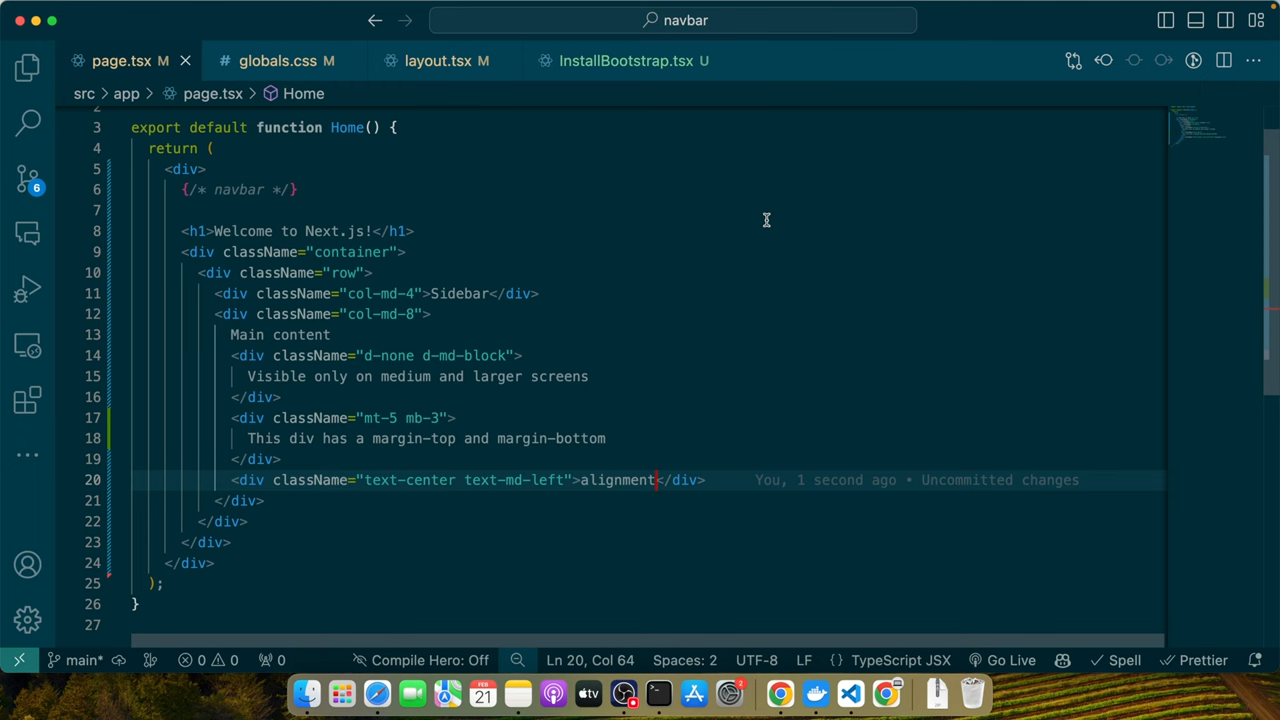 navbar
page.tsx M
# globals.css M
layout.tsx M
InstallBootstrap.tsx U
src > app > page.tsx > Home
2
3 export default function Home() {
4 return (
5 <div>
6 {/* navbar */}
7
8 <h1>Welcome to Next.js!</h1>
9 <div className="container">
10 <div className="row">
11 <div className="col-md-4">Sidebar</div>
12 <div className="col-md-8">
13 Main content
14 <div className="d-none d-md-block">
15 Visible only on medium and larger screens
16 </div>
17 <div className="mt-5 mb-3">
18 This div has a margin-top and margin-bottom
19 </div>
20 <div className="text-center text-md-left">alignment</div> You, 1 second ago • Uncommitted changes
21 </div>
22 </div>
23 </div>
24 </div>
25 );
26 }
27
6
main* 0 0 0 Compile Hero: Off Ln 20, Col 64 Spaces: 2 UTF-8 LF {} TypeScript JSX Go Live Spell Prettier
FEB
21
tv
2